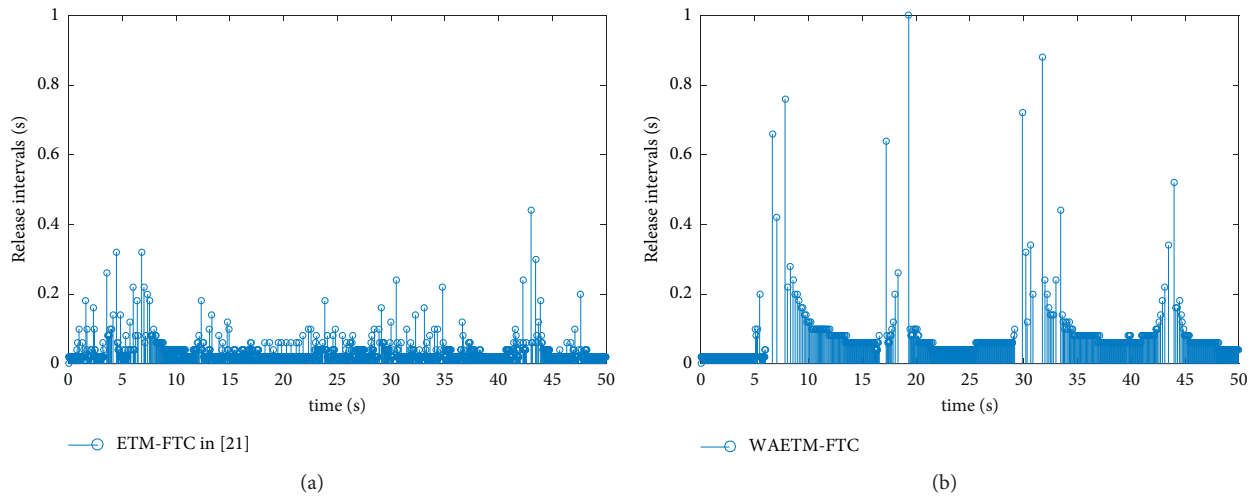 1
0.8
0.6
0.4
0.2
0
Release intervals (s)
0 5 10 15 20 25 30 35 40 45 50
time (s)
ETM-FTC in [21]
(a)
1
0.8
0.6
0.4
0.2
0
Release intervals (s)
0 5 10 15 20 25 30 35 40 45 50
time (s)
WAETM-FTC
(b)